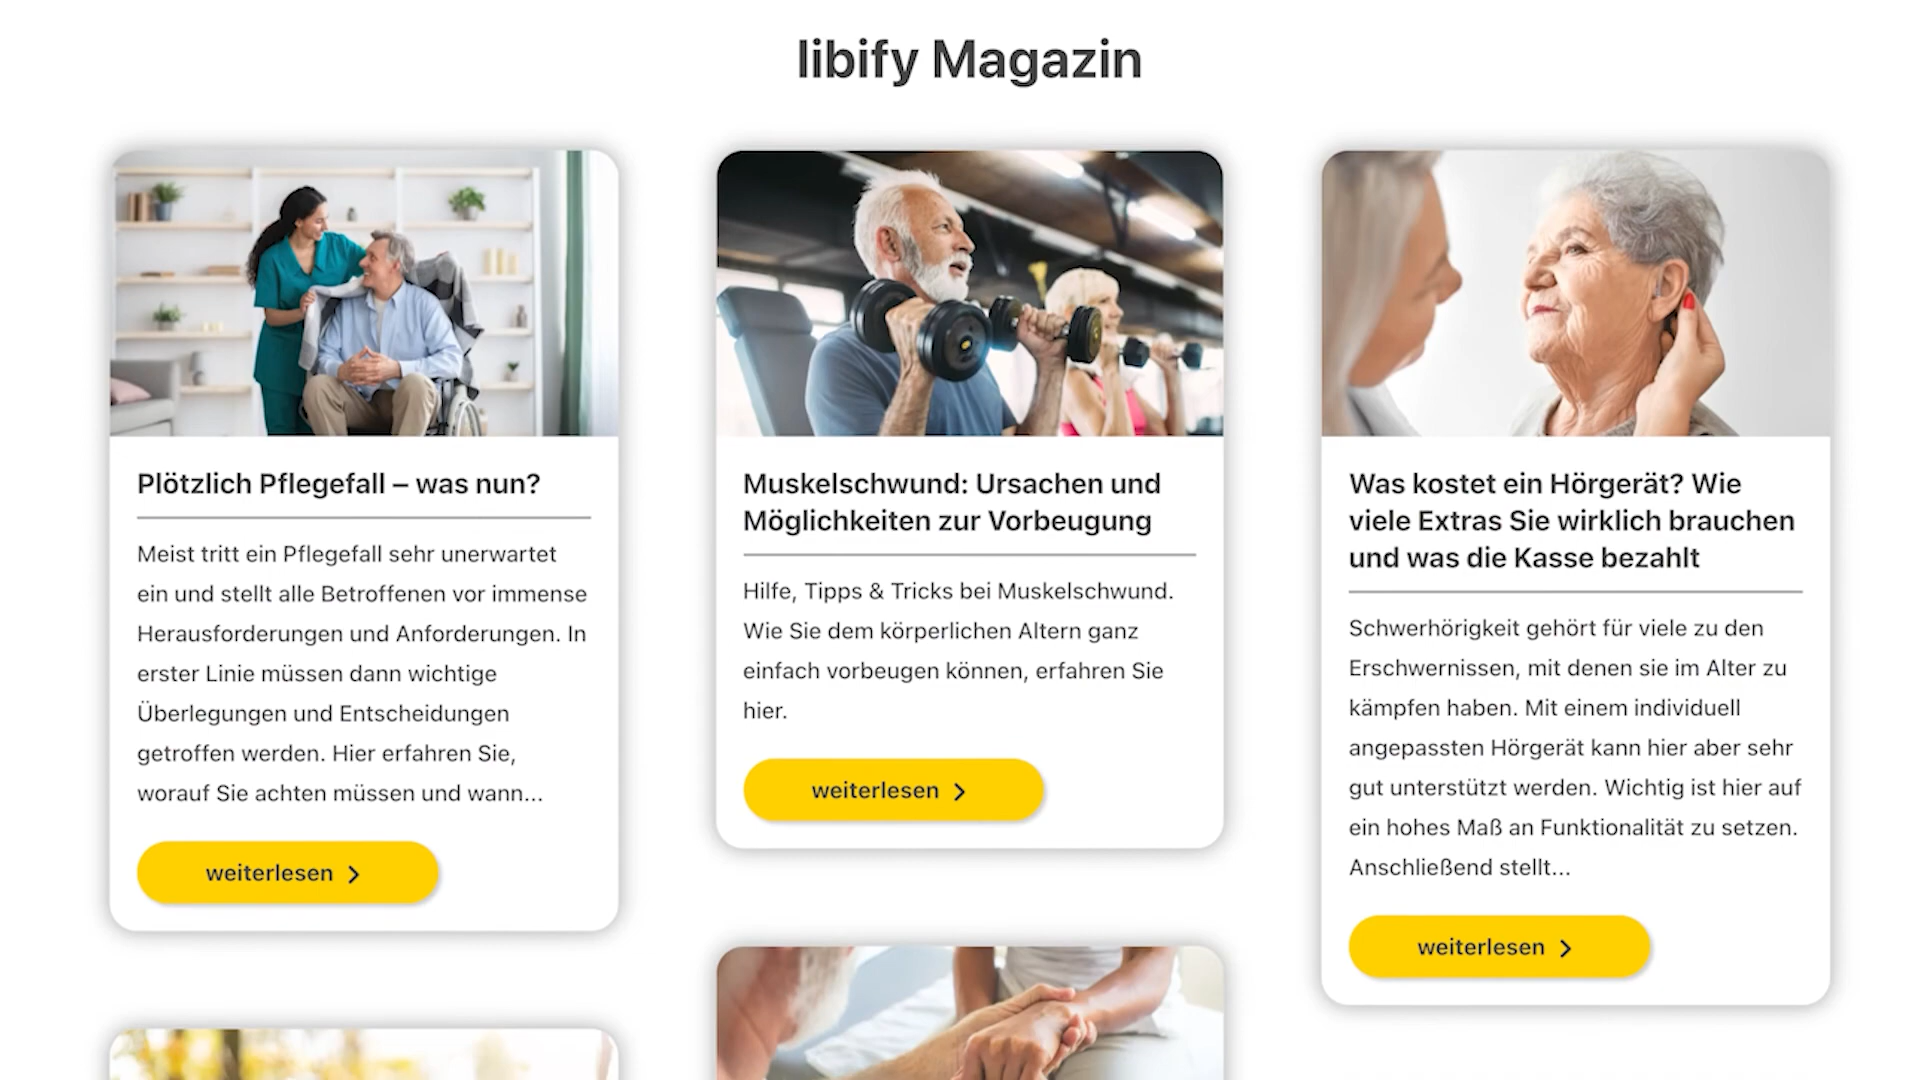 libify Magazin
Plötzlich Pflegefall – was nun?
Meist tritt ein Pflegefall sehr unerwartet
ein und stellt alle Betroffenen vor immense
Herausforderungen und Anforderungen. In
erster Linie müssen dann wichtige
Überlegungen und Entscheidungen
getroffen werden. Hier erfahren Sie,
worauf Sie achten müssen und wann...
weiterlesen
Muskelschwund: Ursachen und
Möglichkeiten zur Vorbeugung
Hilfe, Tipps & Tricks bei Muskelschwund.
Wie Sie dem körperlichen Altern ganz
einfach vorbeugen können, erfahren Sie
hier.
weiterlesen
Was kostet ein Hörgerät? Wie
viele Extras Sie wirklich brauchen
und was die Kasse bezahlt
Schwerhörigkeit gehört für viele zu den
Erschwernissen, mit denen sie im Alter zu
kämpfen haben. Mit einem individuell
angepassten Hörgerät kann hier aber sehr
gut unterstützt werden. Wichtig ist hier auf
ein hohes Maß an Funktionalität zu setzen.
Anschließend stellt...
weiterlesen